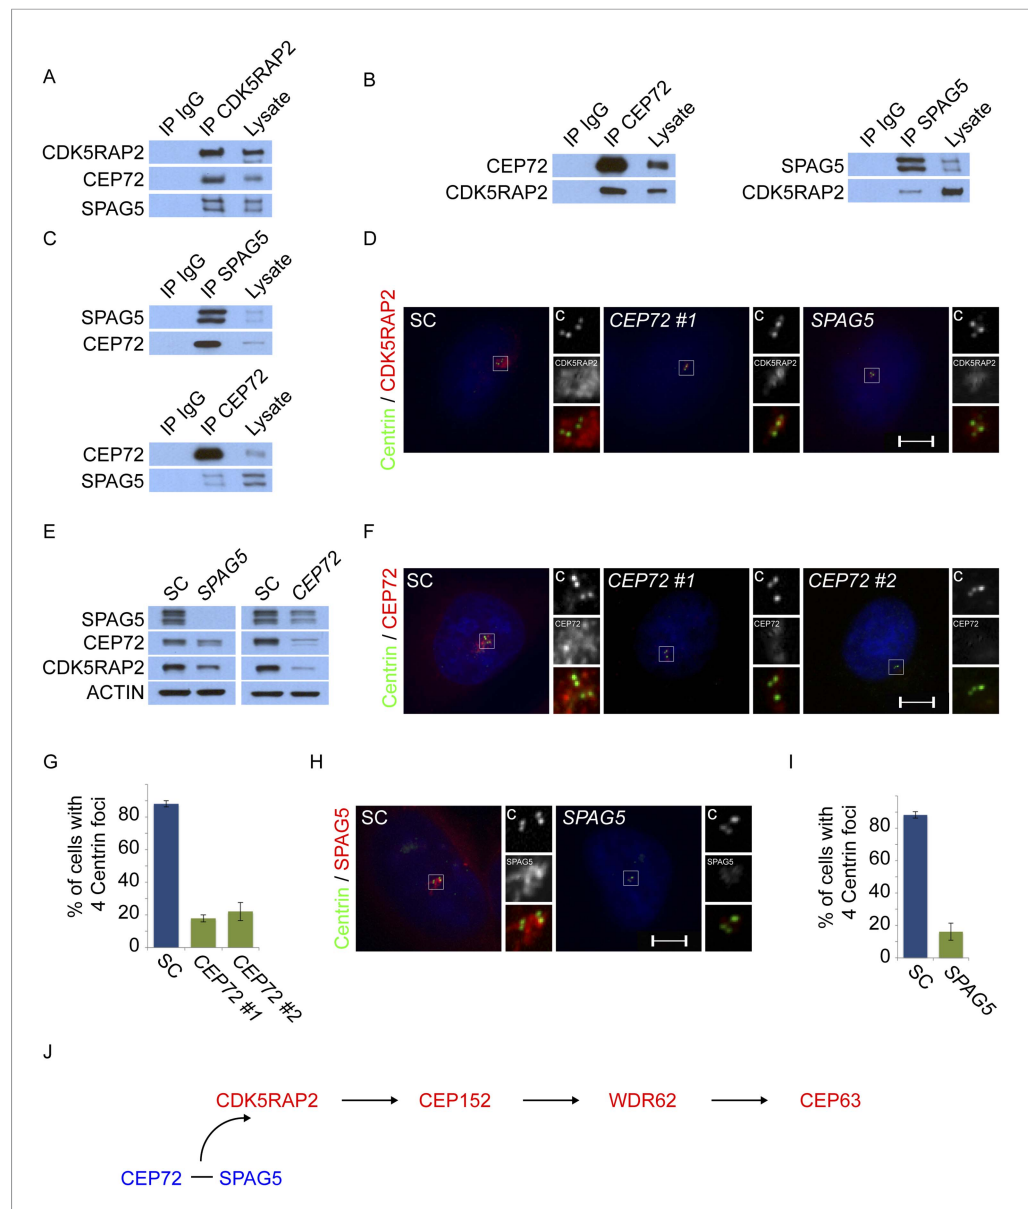 A
IP IgG
IP CDK5RAP2
Lysate
CDK5RAP2
CEP72
SPAG5
B
IP IgG
IP CEP72
Lysate
CEP72
CDK5RAP2
IP IgG
IP SPAG5
Lysate
SPAG5
CDK5RAP2
C
IP IgG
IP SPAG5
Lysate
SPAG5
CEP72
IP IgG
IP CEP72
Lysate
CEP72
SPAG5
D
Centrin / CDK5RAP2
SC
C
CDK5RAP2
CEP72 #1
C
CDK5RAP2
SPAG5
C
CDK5RAP2
E
SC
SPAG5
SC
CEP72
SPAG5
CEP72
CDK5RAP2
ACTIN
F
Centrin / CEP72
SC
C
CEP72
CEP72 #1
C
CEP72
CEP72 #2
C
CEP72
G
% of cells with
4 Centrin foci
80
60
40
20
0
SC
CEP72 #1
CEP72 #2
H
Centrin / SPAG5
SC
C
SPAG5
SPAG5
C
SPAG5
I
% of cells with
4 Centrin foci
80
60
40
20
0
SC
SPAG5
J
CDK5RAP2 → CEP152 → WDR62 → CEP63
CEP72 — SPAG5